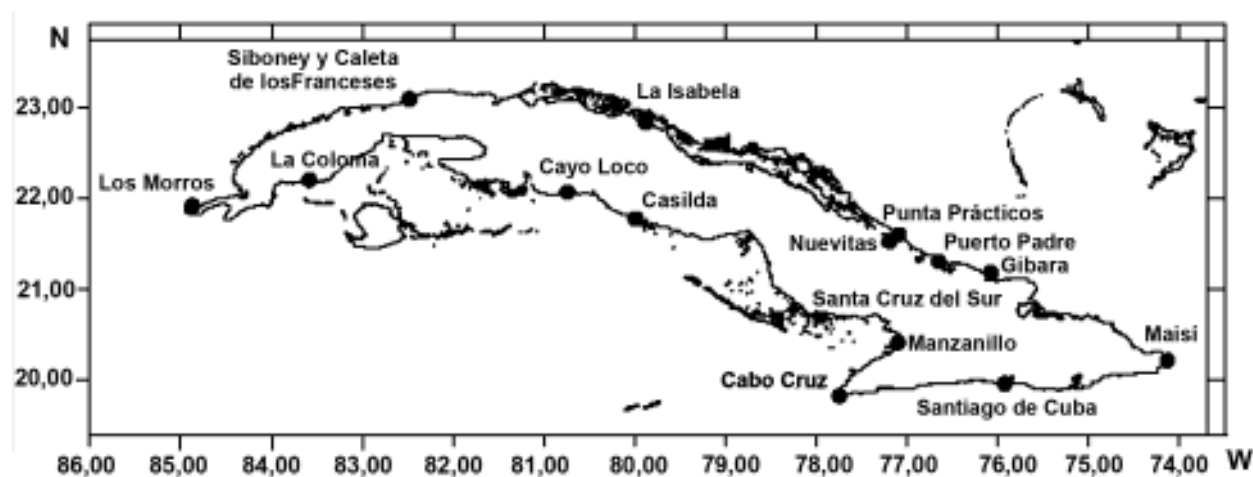 N
Siboney y Caleta
de losFranceses
23,00
La Isabela
La Coloma
Cayo Loco
22,00
Los Morros
Casilda
Punta Prácticos
Nuevitas
Puerto Padre
Gibara
21,00
Santa Cruz del Sur
Maisí
Manzanillo
20,00
Cabo Cruz
Santiago de Cuba
86,00 85,00 84,00 83,00 82,00 81,00 80,00 79,00 78,00 77,00 76,00 75,00 74,00 W